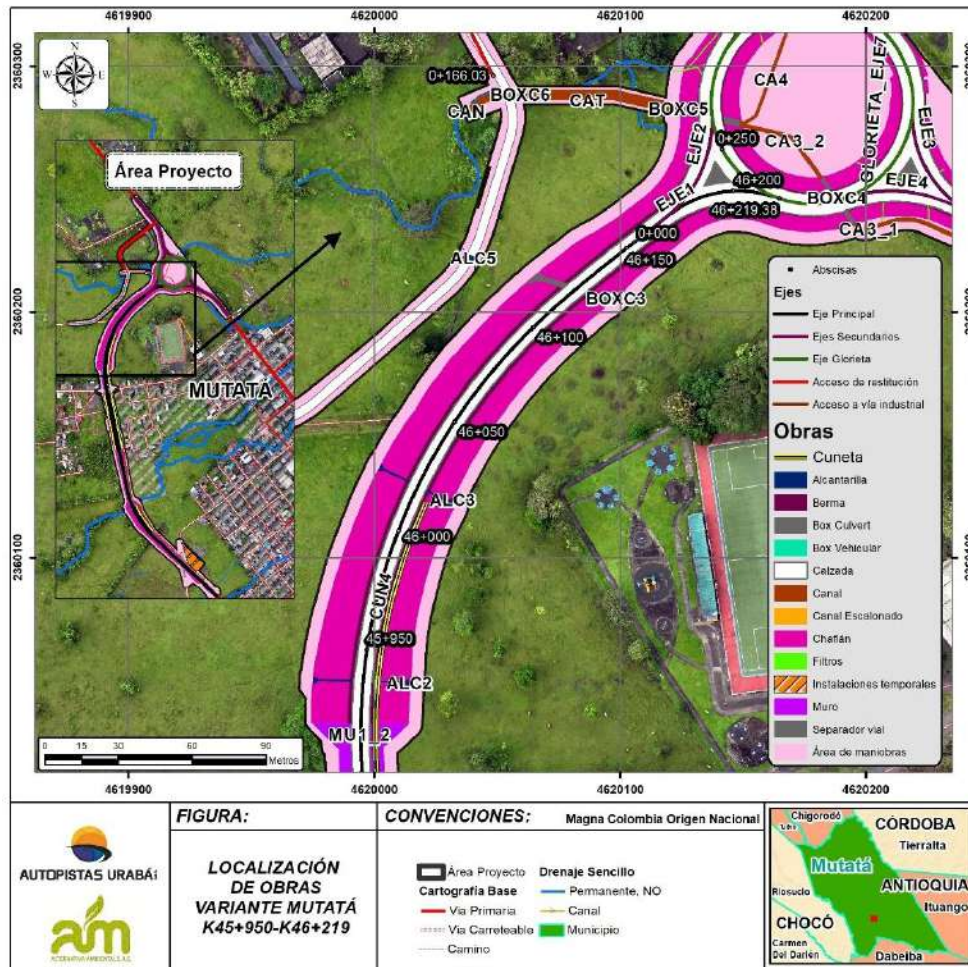 4619900
4620000
4620100
4620200
2360300
2360300
N
W
E
S
0+166.03
BOXC6
CAN
CAT
BOXC5
CA4
EJE2
0+250
CA3_2
GLORIETA_EJE7
EJE3
Área Proyecto
46+200
EJE1
BOXC4
EJE4
46+219.38
CA3_1
0+000
ALC5
46+150
2360200
BOXC3
46+100
MUTATÁ
46+050
ALC3
46+000
2360100
CUN4
45+950
ALC2
MU1_2
Abscisas
Ejes
Eje Principal
Ejes Secundarios
Eje Glorieta
Acceso de restitución
Acceso a vía industrial
Obras
Cuneta
Alcantarilla
Berma
Box Culvert
Box Vehicular
Calzada
Canal
Canal Escalonado
Chaflán
Filtros
Instalaciones temporales
Muro
Separador vial
Área de maniobras
0 15 30 60 90
Metros
4619900
4620000
4620100
4620200
AUTOPISTAS URABÁ
FIGURA:
LOCALIZACIÓN
DE OBRAS
VARIANTE MUTATÁ
K45+950-K46+219
CONVENCIONES:
Magna Colombia Origen Nacional
Área Proyecto
Cartografía Base
Via Primaria
Via Carreteable
Camino
Drenaje Sencillo
Permanente, NO
Canal
Municipio
Chigorodó
CÓRDOBA
Tierralta
Mutatá
Riosucio
ANTIOQUIA
Ituango
CHOCÓ
Carmen
Del Darién
Dabeiba